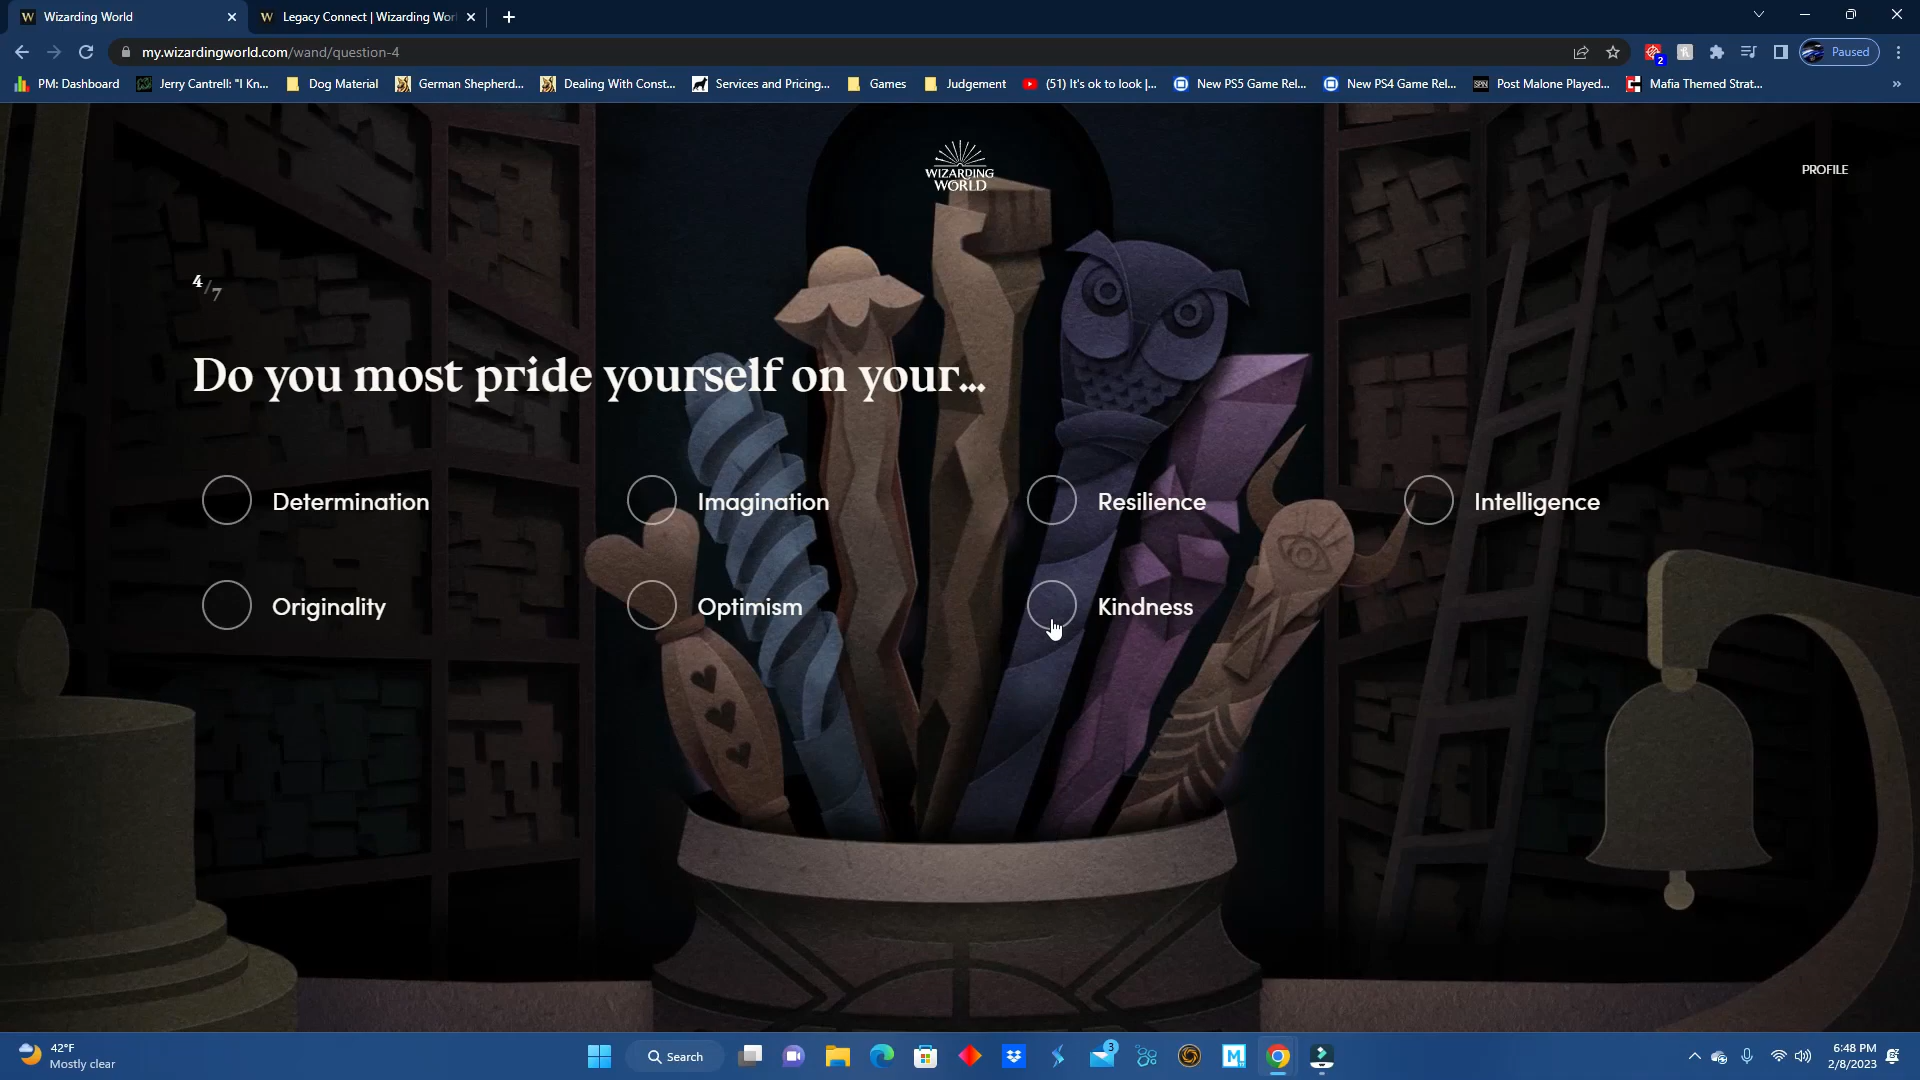 Wizarding World
Legacy Connect | Wizarding Worl
my.wizardingworld.com/wand/question-4
2
Paused
PM: Dashboard
Jerry Cantrell: "I Kn...
Dog Material
German Shepherd...
Dealing With Const...
Services and Pricing...
Games
Judgement
(51) It's ok to look |...
New PS5 Game Rel...
New PS4 Game Rel...
SPIN
Post Malone Played...
Mafia Themed Strat...
WIZARDING
WORLD
PROFILE
4/7
Do you most pride yourself on your...
Determination
Imagination
Resilience
Intelligence
Originality
Optimism
Kindness
42°F
Mostly clear
Search
3
6:48 PM
2/8/2023